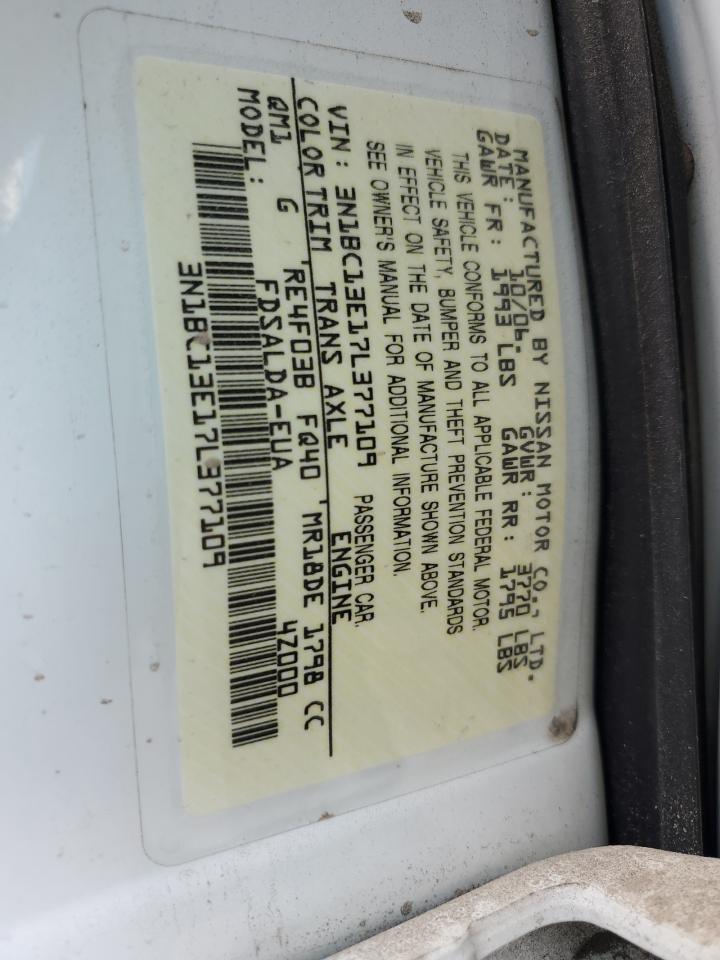 MANUFACTURED BY NISSAN MOTOR CO., LTD.
DATE: 10/06. GVWR: 3770 LBS
GAWR FR: 1993 LBS GAWR RR: 1795 LBS
THIS VEHICLE CONFORMS TO ALL APPLICABLE FEDERAL MOTOR
VEHICLE SAFETY, BUMPER AND THEFT PREVENTION STANDARDS
IN EFFECT ON THE DATE OF MANUFACTURE SHOWN ABOVE.
SEE OWNER'S MANUAL FOR ADDITIONAL INFORMATION.
VIN: 3N1BC13E17L377109 PASSENGER CAR
COLOR TRIM TRANS AXLE ENGINE
QM1 G 'RE4F03B FQ40 'MR18DE 1798 CC
MODEL: FDSALDA-EUA 4Z000
3N1BC13E17L377109